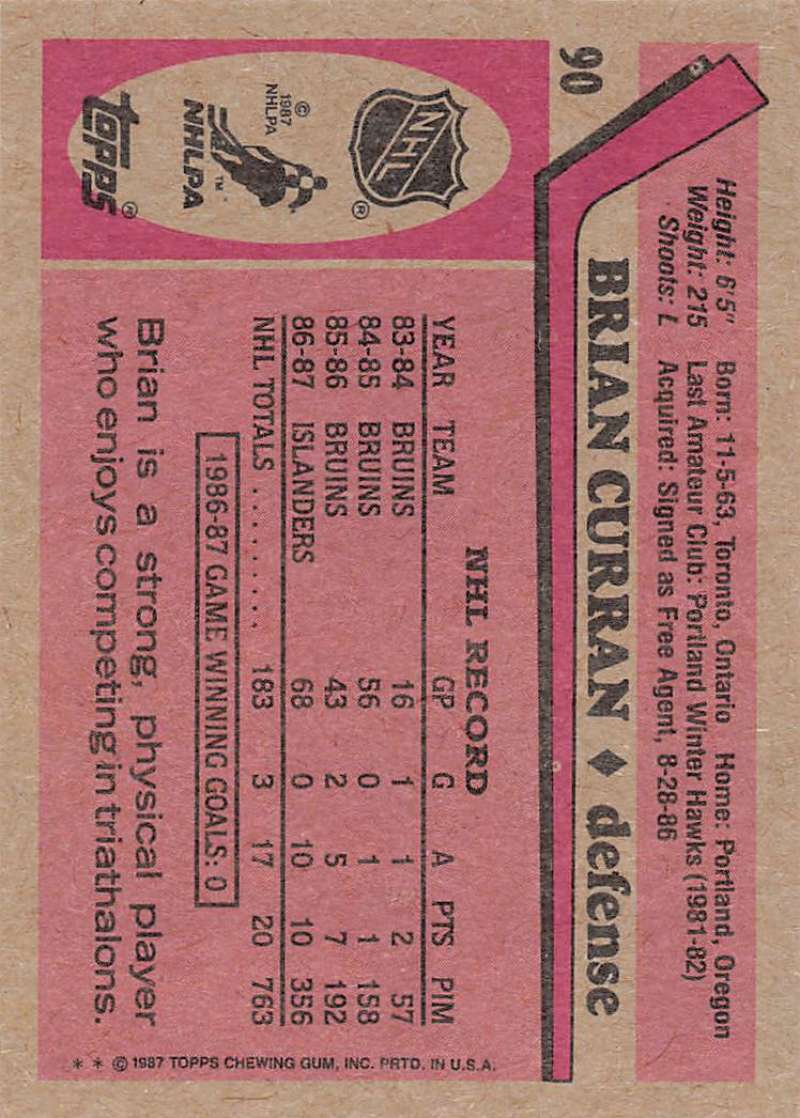 90
Height: 6'5" Born: 11-5-63, Toronto, Ontario Home: Portland, Oregon
Weight: 215 Last Amateur Club: Portland Winter Hawks (1981-82)
Shoots: L Acquired: Signed as Free Agent, 8-28-86
BRIAN CURRAN ♦ defense
NHL
®
© 1987 NHLPA
™
NHLPA
TOPPS®
NHL RECORD
YEAR TEAM GP G A PTS PIM
83-84 BRUINS 16 1 1 2 57
84-85 BRUINS 56 0 1 1 158
85-86 BRUINS 43 2 5 7 192
86-87 ISLANDERS 68 0 10 10 356
NHL TOTALS ......... 183 3 17 20 763
1986-87 GAME WINNING GOALS: 0
Brian is a strong, physical player
who enjoys competing in triathalons.
* * © 1987 TOPPS CHEWING GUM, INC. PRTD. IN U.S.A.